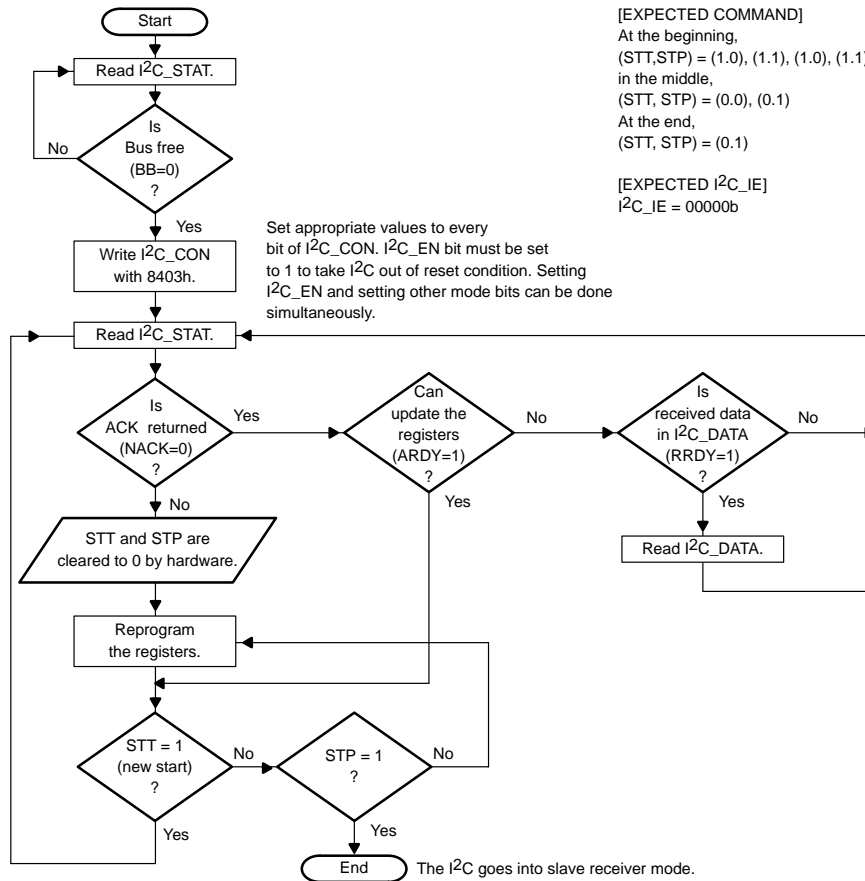 Start
Read I2C_STAT.
Is
Bus free
(BB=0)
?
No
Yes
Write I2C_CON
with 8403h.
Set appropriate values to every
bit of I2C_CON. I2C_EN bit must be set
to 1 to take I2C out of reset condition. Setting
I2C_EN and setting other mode bits can be done
simultaneously.
[EXPECTED COMMAND]
At the beginning,
(STT,STP) = (1.0), (1.1), (1.0), (1.1)
in the middle,
(STT, STP) = (0.0), (0.1)
At the end,
(STT, STP) = (0.1)
[EXPECTED I2C_IE]
I2C_IE = 00000b
Read I2C_STAT.
Is
ACK returned
(NACK=0)
?
Yes
No
Can
update the
registers
(ARDY=1)
?
No
Yes
Is
received data
in I2C_DATA
(RRDY=1)
?
No
Yes
Read I2C_DATA.
STT and STP are
cleared to 0 by hardware.
Reprogram
the registers.
STT = 1
(new start)
?
No
Yes
STP = 1
?
No
Yes
End
The I2C goes into slave receiver mode.